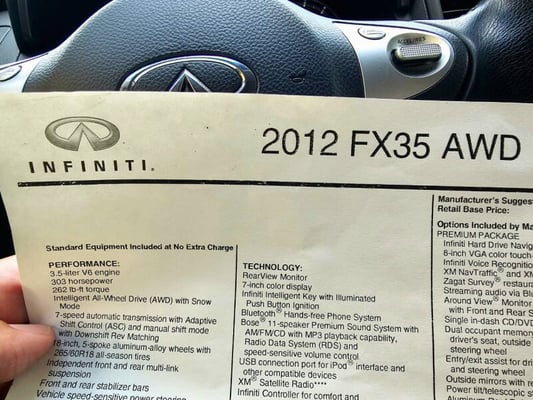 ACCEL/RES
INFINITI.
2012 FX35 AWD
Standard Equipment Included at No Extra Charge
PERFORMANCE:
3.5-liter V6 engine
303 horsepower
262 lb-ft torque
Intelligent All-Wheel Drive (AWD) with Snow
Mode
7-speed automatic transmission with Adaptive
Shift Control (ASC) and manual shift mode
with Downshift Rev Matching
18-inch, 5-spoke aluminum-alloy wheels with
265/60R18 all-season tires
Independent front and rear multi-link
suspension
Front and rear stabilizer bars
Vehicle speed-sensitive power steering
TECHNOLOGY:
RearView Monitor
7-inch color display
Infiniti Intelligent Key with Illuminated
Push Button Ignition
Bluetooth® Hands-free Phone System
Bose® 11-speaker Premium Sound System with
AM/FM/CD with MP3 playback capability,
Radio Data System (RDS) and
speed-sensitive volume control
USB connection port for iPod® interface and
other compatible devices
XM® Satellite Radio****
Infiniti Controller for comfort and
Manufacturer's Sugges
Retail Base Price:
Options Included by Ma
PREMIUM PACKAGE
Infiniti Hard Drive Navig
8-inch VGA color touch-
Infiniti Voice Recognition
XM NavTraffic® and XM
Zagat Survey® restaur
Streaming audio via Blu
Around View® Monitor
with Front and Rear S
Single in-dash CD/DVD
Dual occupant memor
driver's seat, outside
steering wheel
Entry/exit assist for dri
and steering wheel
Outside mirrors with re